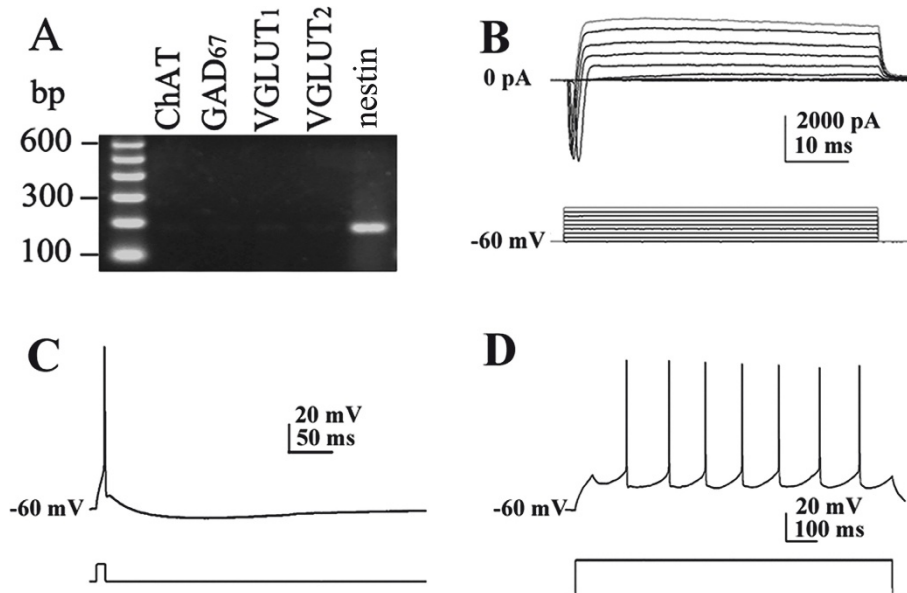 A
bp
ChAT
GAD67
VGLUT1
VGLUT2
nestin
600
300
100
B
0 pA
2000 pA
10 ms
-60 mV
C
20 mV
50 ms
-60 mV
D
-60 mV
20 mV
100 ms